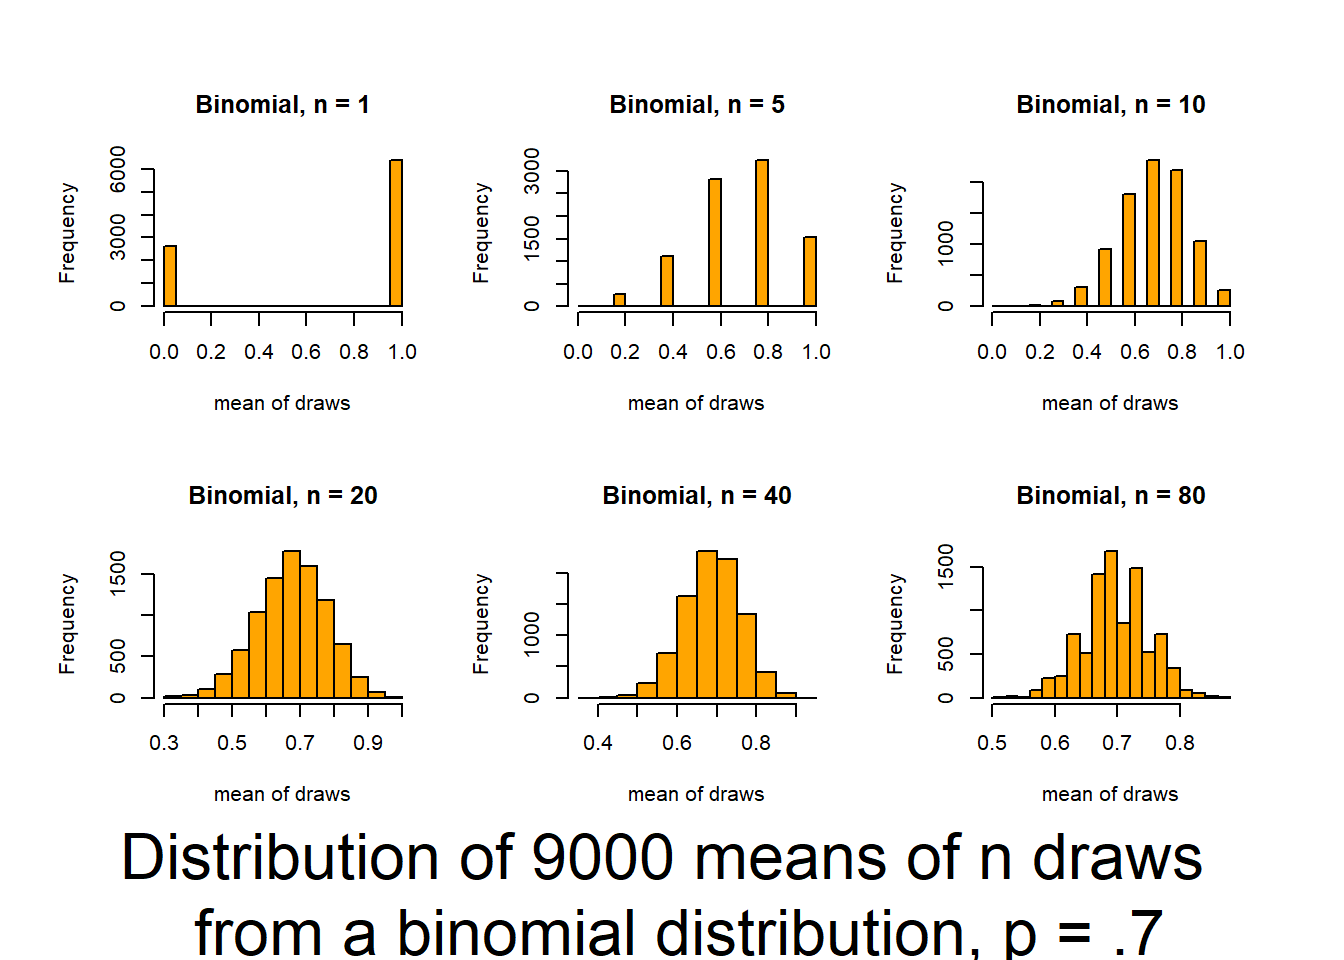 Binomial, n = 1
Frequency
0 3000 6000
0.0 0.2 0.4 0.6 0.8 1.0
mean of draws
Binomial, n = 5
Frequency
0 1500 3000
0.0 0.2 0.4 0.6 0.8 1.0
mean of draws
Binomial, n = 10
Frequency
0 1000
0.0 0.2 0.4 0.6 0.8 1.0
mean of draws
Binomial, n = 20
Frequency
0 500 1500
0.3 0.5 0.7 0.9
mean of draws
Binomial, n = 40
Frequency
0 1000
0.4 0.6 0.8
mean of draws
Binomial, n = 80
Frequency
0 500 1500
0.5 0.6 0.7 0.8
mean of draws
Distribution of 9000 means of n draws
from a binomial distribution, p = .7